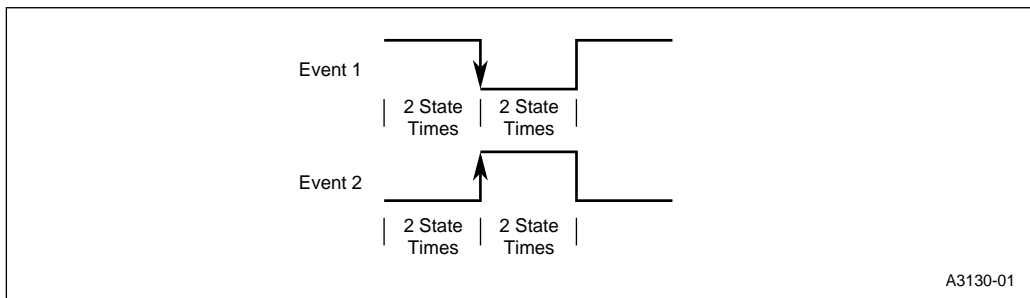 Event 1
2 State 2 State
Times Times
Event 2
2 State 2 State
Times Times
A3130-01